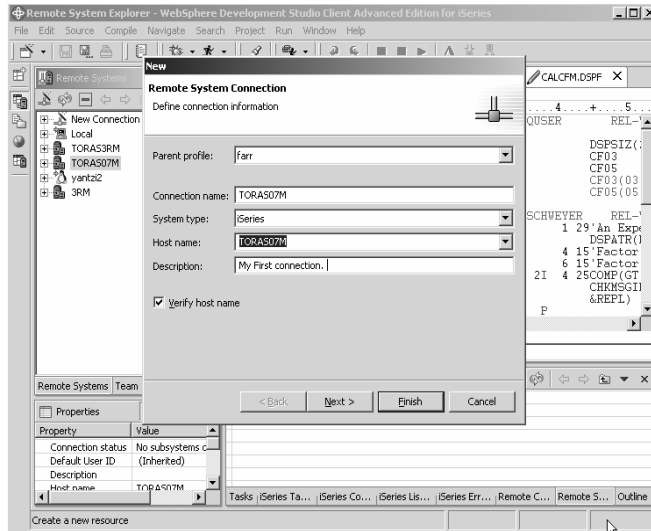 Remote System Explorer - WebSphere Development Studio Client Advanced Edition for iSeries
File Edit Source Compile Navigate Search Project Run Window Help
Remote Systems
New Connection
Local
TORAS3RM
TORAS07M
yantzi2
3RM
Remote Systems Team
New
Remote System Connection
Define connection information
Parent profile: farr
Connection name: TORAS07M
System type: iSeries
Host name: TORAS07M
Description: My First connection.
Verify host name
< Back Next > Finish Cancel
CALCFM.DSPF
....4....+....5...
QUSER REL-
DSPSIZ(
CF03
CF05
CF03(03
CF05(05
SCHWEYER REL-
1 29'An Expe
DSPATR(
4 15'Factor
6 15'Factor
2I 4 25COMP(GT
CHKMSGI
&REPL)
P
Properties
Property Value
Connection status No subsystems c
Default User ID (Inherited)
Description
Host name TORAS07M
Tasks iSeries Ta... iSeries Co... iSeries Lis... iSeries Err... Remote C... Remote S... Outline
Create a new resource